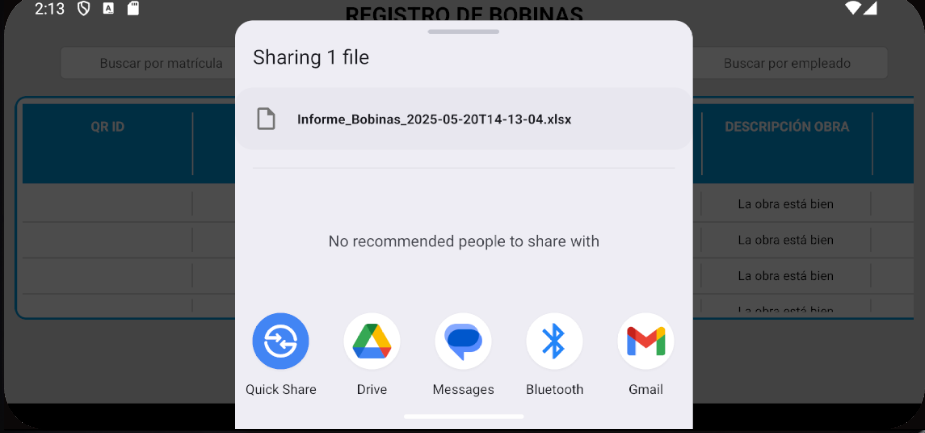 2:13
REGISTRO DE BOBINAS
Sharing 1 file
Buscar por matrícula
Buscar por empleado
Informe_Bobinas_2025-05-20T14-13-04.xlsx
QR ID
DESCRIPCIÓN OBRA
La obra está bien
No recommended people to share with
La obra está bien
La obra está bien
La obra está bien
Quick Share
Drive
Messages
Bluetooth
Gmail